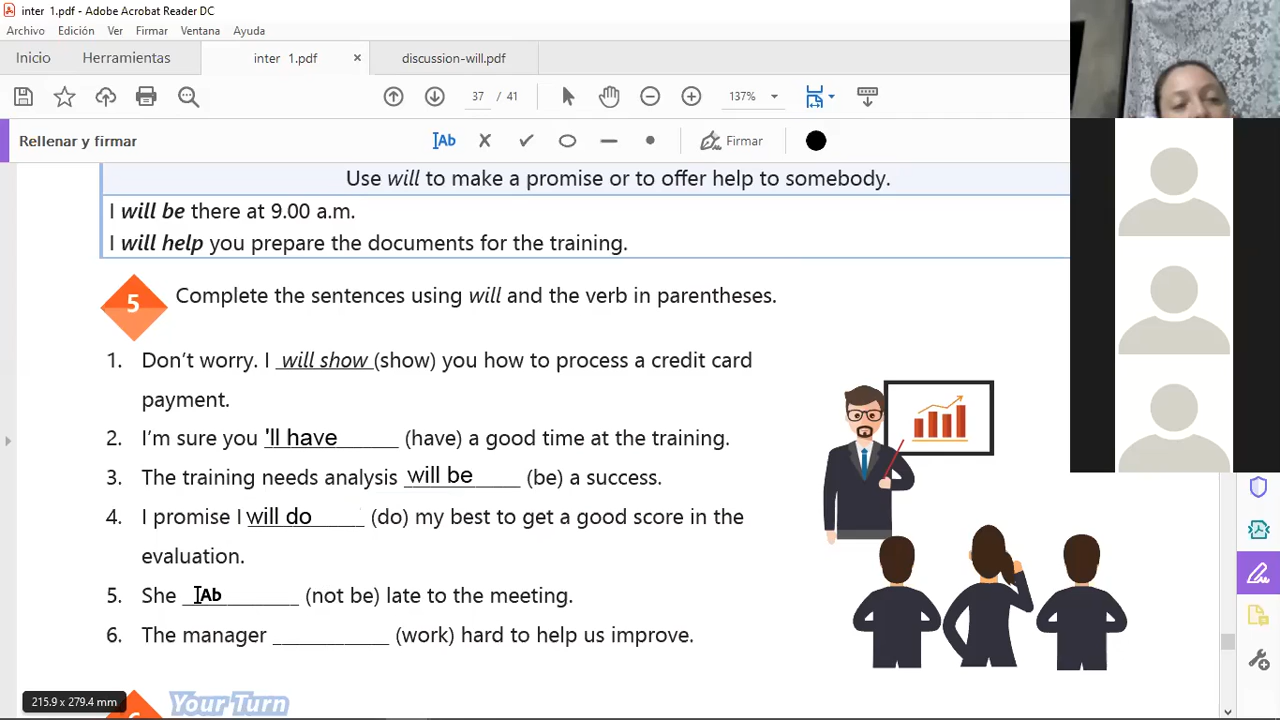 inter 1.pdf - Adobe Acrobat Reader DC
Archivo Edición Ver Firmar Ventana Ayuda
Inicio Herramientas inter 1.pdf × discussion-will.pdf
37 / 41 137%
Rellenar y firmar Ab Firmar
Use will to make a promise or to offer help to somebody.
I will be there at 9.00 a.m.
I will help you prepare the documents for the training.
5 Complete the sentences using will and the verb in parentheses.
1. Don't worry. I will show (show) you how to process a credit card
payment.
2. I'm sure you 'll have______ (have) a good time at the training.
3. The training needs analysis will be_____ (be) a success.
4. I promise I will do______ (do) my best to get a good score in the
evaluation.
5. She __Ab________ (not be) late to the meeting.
6. The manager ___________ (work) hard to help us improve.
215.9 x 279.4 mm
Your Turn